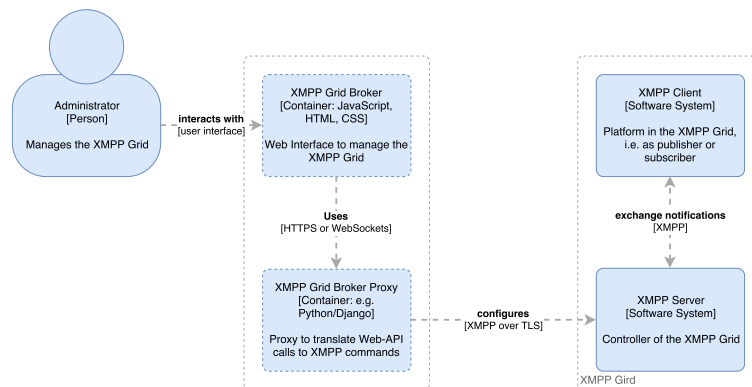 Administrator
[Person]
Manages the XMPP Grid
interacts with
[user interface]
XMPP Grid Broker
[Container: JavaScript,
HTML, CSS]
Web Interface to manage the
XMPP Grid
Uses
[HTTPS or WebSockets]
XMPP Grid Broker Proxy
[Container: e.g.
Python/Django]
Proxy to translate Web-API
calls to XMPP commands
configures
[XMPP over TLS]
XMPP Client
[Software System]
Platform in the XMPP Grid,
i.e. as publisher or
subscriber
exchange notifications
[XMPP]
XMPP Server
[Software System]
Controller of the XMPP Grid
XMPP Gird